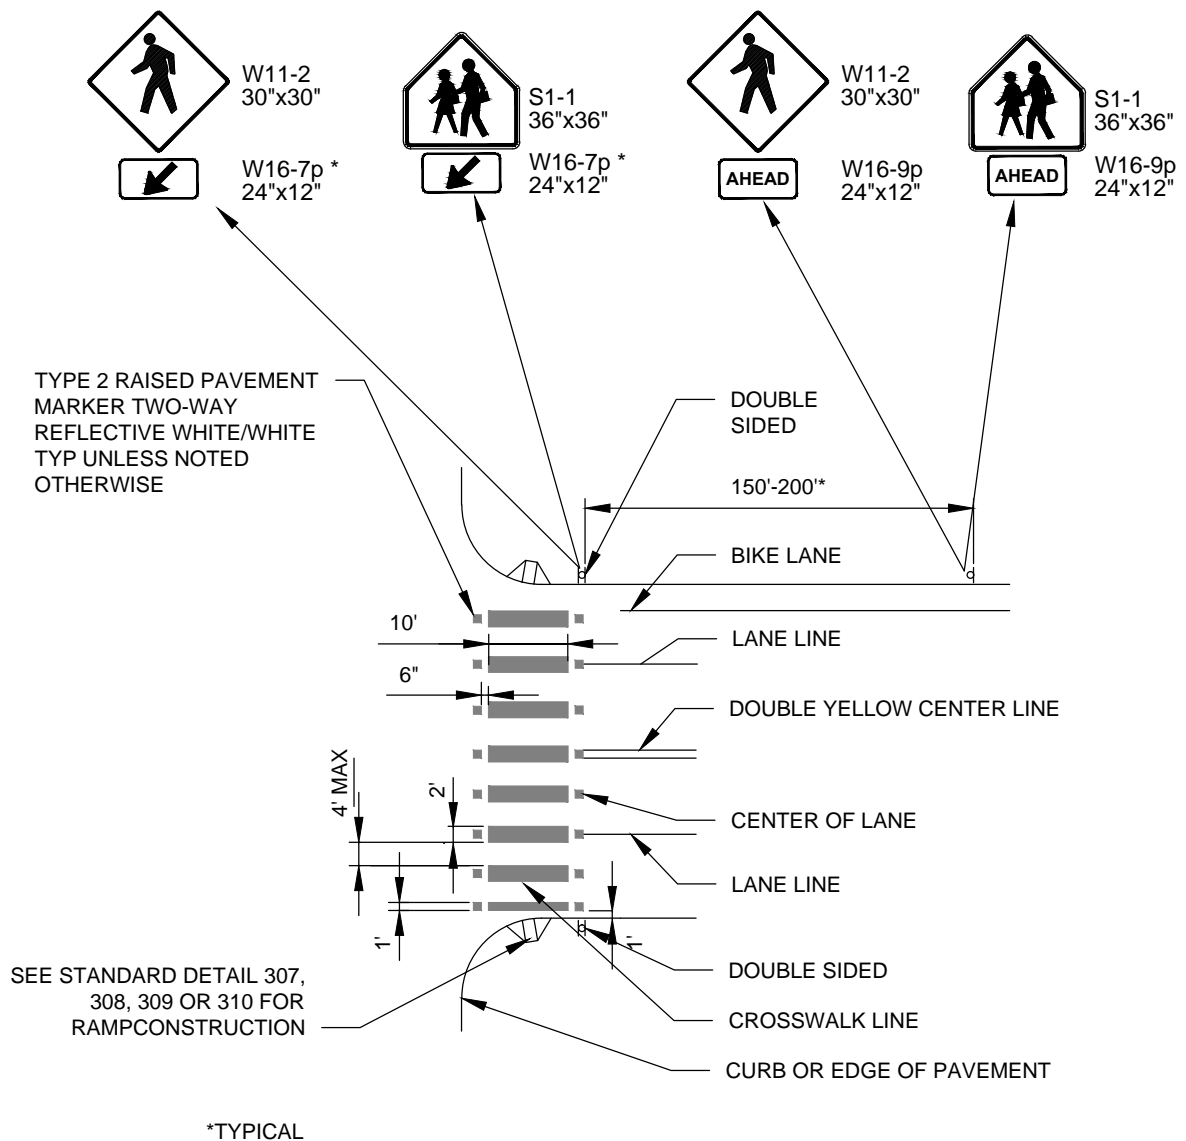 W11-2
30"x30"
W16-7p *
24"x12"
S1-1
36"x36"
W16-7p *
24"x12"
W11-2
30"x30"
AHEAD
W16-9p
24"x12"
S1-1
36"x36"
AHEAD
W16-9p
24"x12"
TYPE 2 RAISED PAVEMENT
MARKER TWO-WAY
REFLECTIVE WHITE/WHITE
TYP UNLESS NOTED
OTHERWISE
DOUBLE
SIDED
150'-200'*
BIKE LANE
10'
LANE LINE
6"
DOUBLE YELLOW CENTER LINE
4' MAX
2'
CENTER OF LANE
LANE LINE
1'
1'
SEE STANDARD DETAIL 307,
308, 309 OR 310 FOR
RAMPCONSTRUCTION
DOUBLE SIDED
CROSSWALK LINE
CURB OR EDGE OF PAVEMENT
*TYPICAL